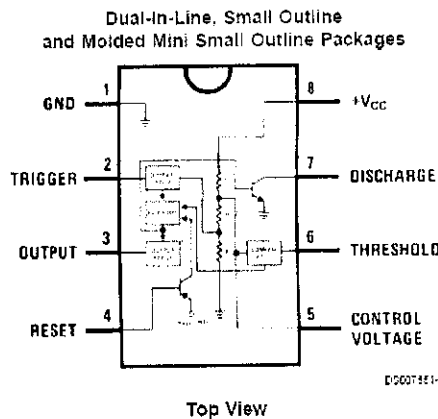 Dual-In-Line, Small Outline
and Molded Mini Small Outline Packages
1
GND
8
+VCC
2
TRIGGER
7
DISCHARGE
3
OUTPUT
6
THRESHOLD
4
RESET
5
CONTROL
VOLTAGE
Top View